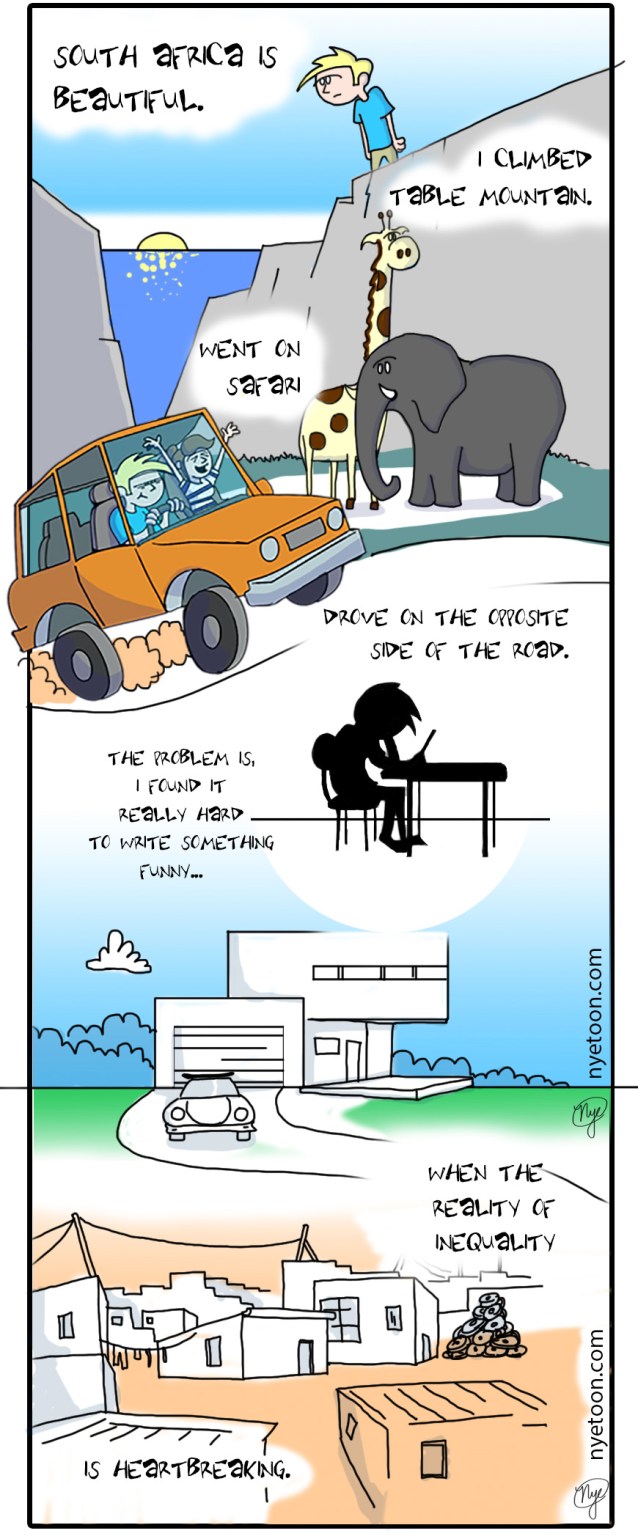 SOUTH AFRICA IS
BEAUTIFUL.
I CLIMBED
TABLE MOUNTAIN.
WENT ON
SAFARI
DROVE ON THE OPPOSITE
SIDE OF THE ROAD.
THE PROBLEM IS,
I FOUND IT
REALLY HARD
TO WRITE SOMETHING
FUNNY...
nyetoon.com
Nye
WHEN THE
REALITY OF
INEQUALITY
IS HEARTBREAKING.
nyetoon.com
Nye